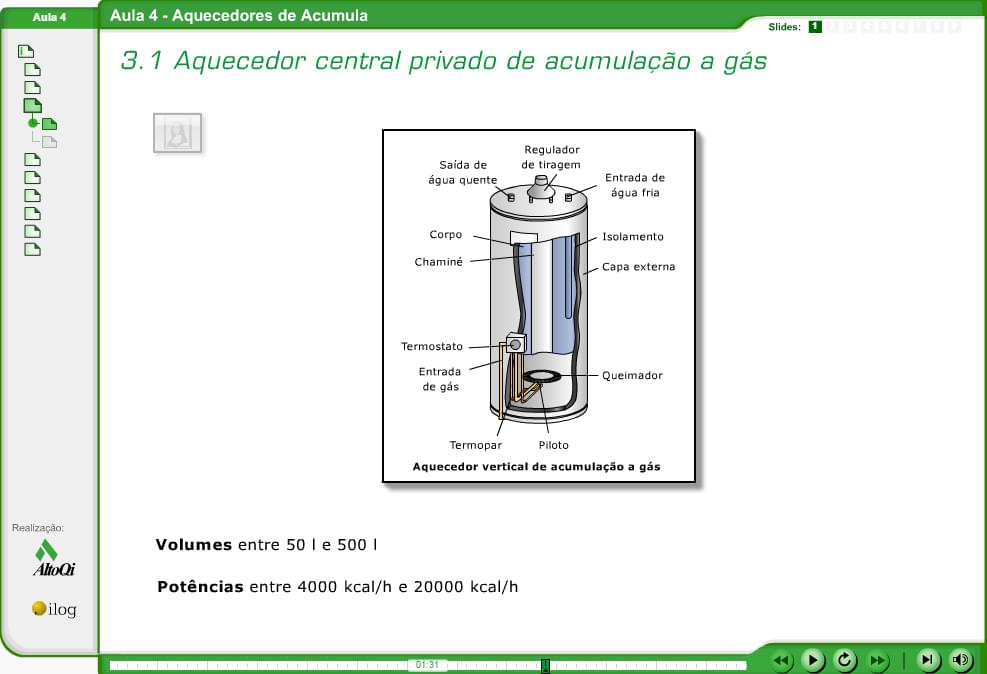 Aula 4
Aula 4 - Aquecedores de Acumula
Slides: 1
3.1 Aquecedor central privado de acumulação a gás
Regulador
de tiragem
Saída de
água quente
Entrada de
água fria
Corpo
Isolamento
Chaminé
Capa externa
Termostato
Entrada
de gás
Queimador
Termopar
Piloto
Aquecedor vertical de acumulação a gás
Volumes entre 50 l e 500 l
Potências entre 4000 kcal/h e 20000 kcal/h
Realização:
AltoQi
ilog
01:31